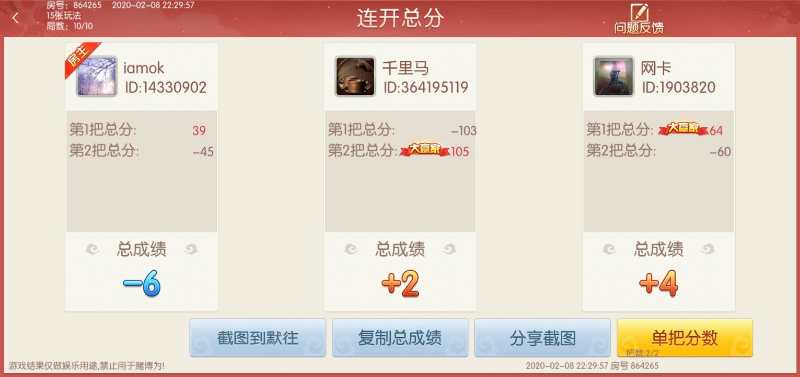 房号：864265 2020-02-08 22:29:57
15张玩法
局数：10/10
连开总分
问题反馈
房主
iamok
ID:14330902
第1把总分: 39
第2把总分: -45
总成绩
-6
千里马
ID:364195119
第1把总分: -103
第2把总分: 大赢家 105
总成绩
+2
网卡
ID:1903820
第1把总分: 大赢家 64
第2把总分: -60
总成绩
+4
截图到默往
复制总成绩
分享截图
单把分数
把数:2/2
游戏结果仅做娱乐用途,禁止用于赌博为!
2020-02-08 22:29:57 房号 864265